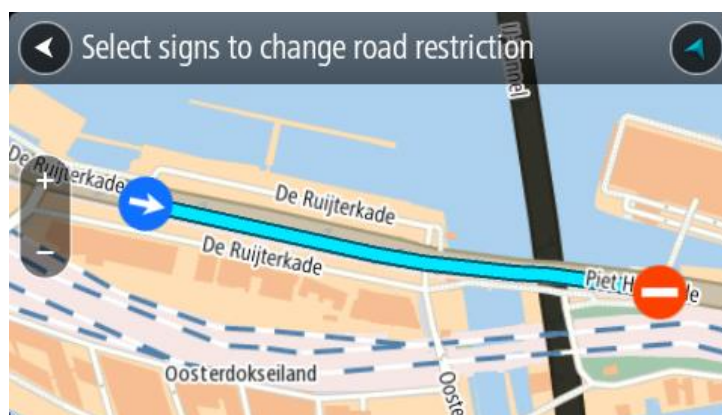 Select signs to change road restriction
De Ruijterkade
De Ruijterkade
De Ruijterkade
+
−
Oosterdokseiland